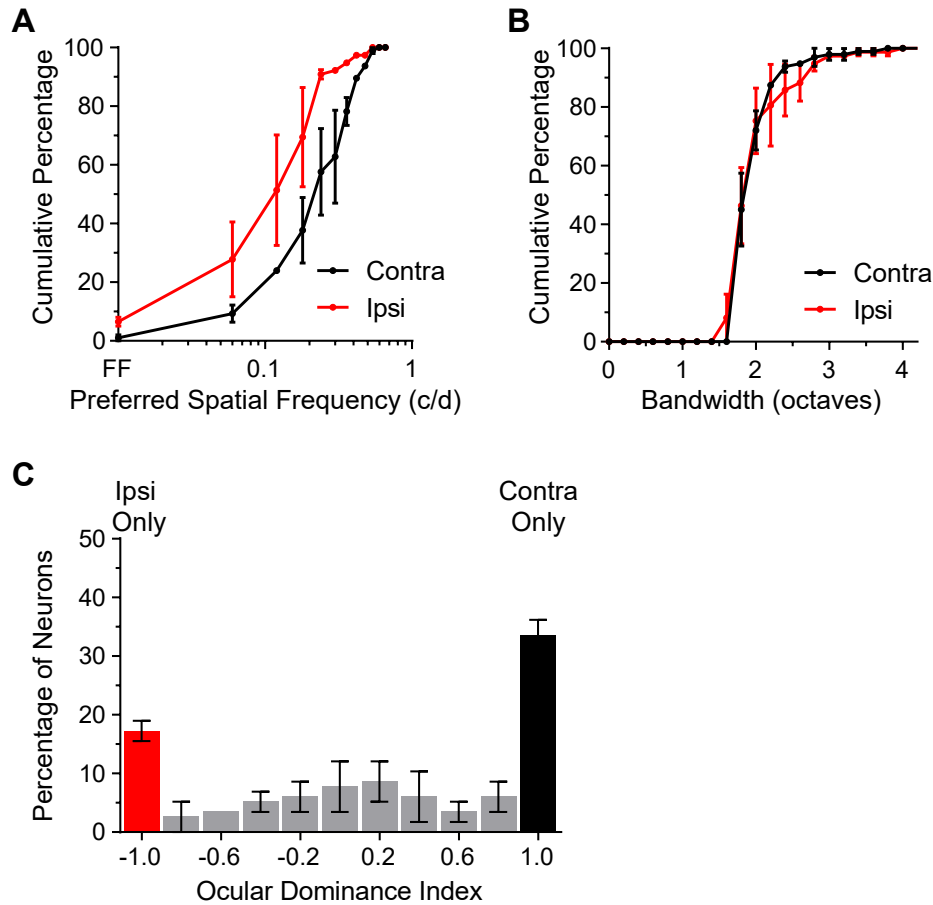 A
100
80
60
40
20
0
Cumulative Percentage
Contra
Ipsi
FF
0.1
1
Preferred Spatial Frequency (c/d)
B
100
80
60
40
20
0
Cumulative Percentage
Contra
Ipsi
0
1
2
3
4
Bandwidth (octaves)
C
Ipsi
Only
Contra
Only
50
40
30
20
10
0
Percentage of Neurons
-1.0
-0.6
-0.2
0.2
0.6
1.0
Ocular Dominance Index